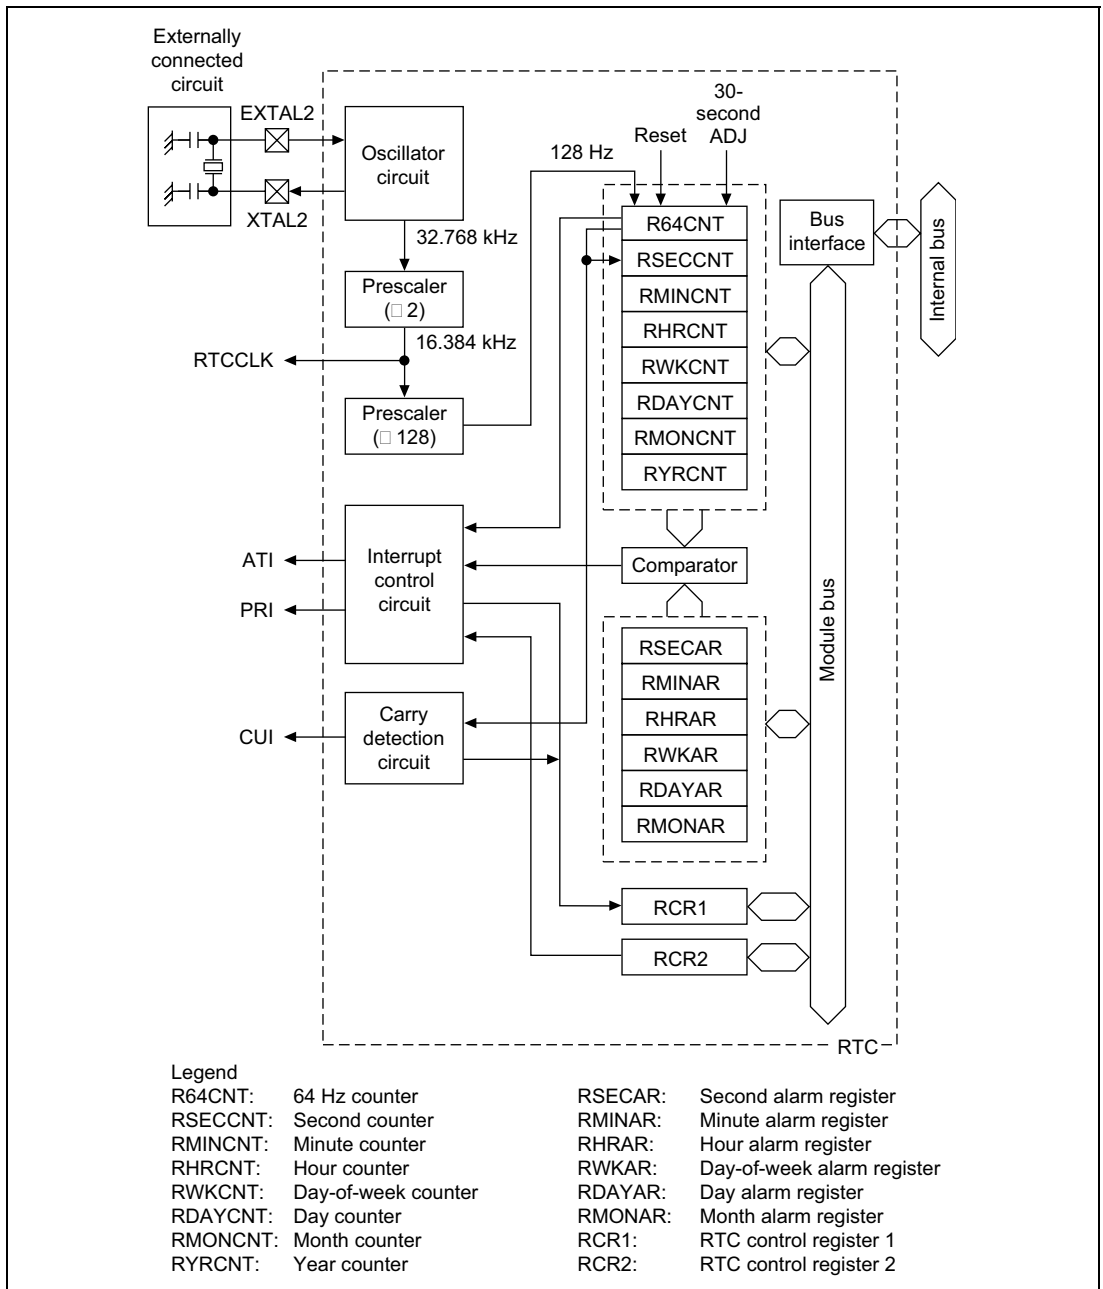 Externally
connected
circuit
EXTAL2
XTAL2
Oscillator
circuit
32.768 kHz
Prescaler
(□ 2)
16.384 kHz
RTCCLK
Prescaler
(□ 128)
128 Hz
Reset
30-
second
ADJ
R64CNT
RSECCNT
RMINCNT
RHRCNT
RWKCNT
RDAYCNT
RMONCNT
RYRCNT
Bus
interface
Internal bus
Module bus
ATI
PRI
Interrupt
control
circuit
Comparator
CUI
Carry
detection
circuit
RSECAR
RMINAR
RHRAR
RWKAR
RDAYAR
RMONAR
RCR1
RCR2
RTC
Legend
R64CNT: 64 Hz counter
RSECCNT: Second counter
RMINCNT: Minute counter
RHRCNT: Hour counter
RWKCNT: Day-of-week counter
RDAYCNT: Day counter
RMONCNT: Month counter
RYRCNT: Year counter
RSECAR: Second alarm register
RMINAR: Minute alarm register
RHRAR: Hour alarm register
RWKAR: Day-of-week alarm register
RDAYAR: Day alarm register
RMONAR: Month alarm register
RCR1: RTC control register 1
RCR2: RTC control register 2